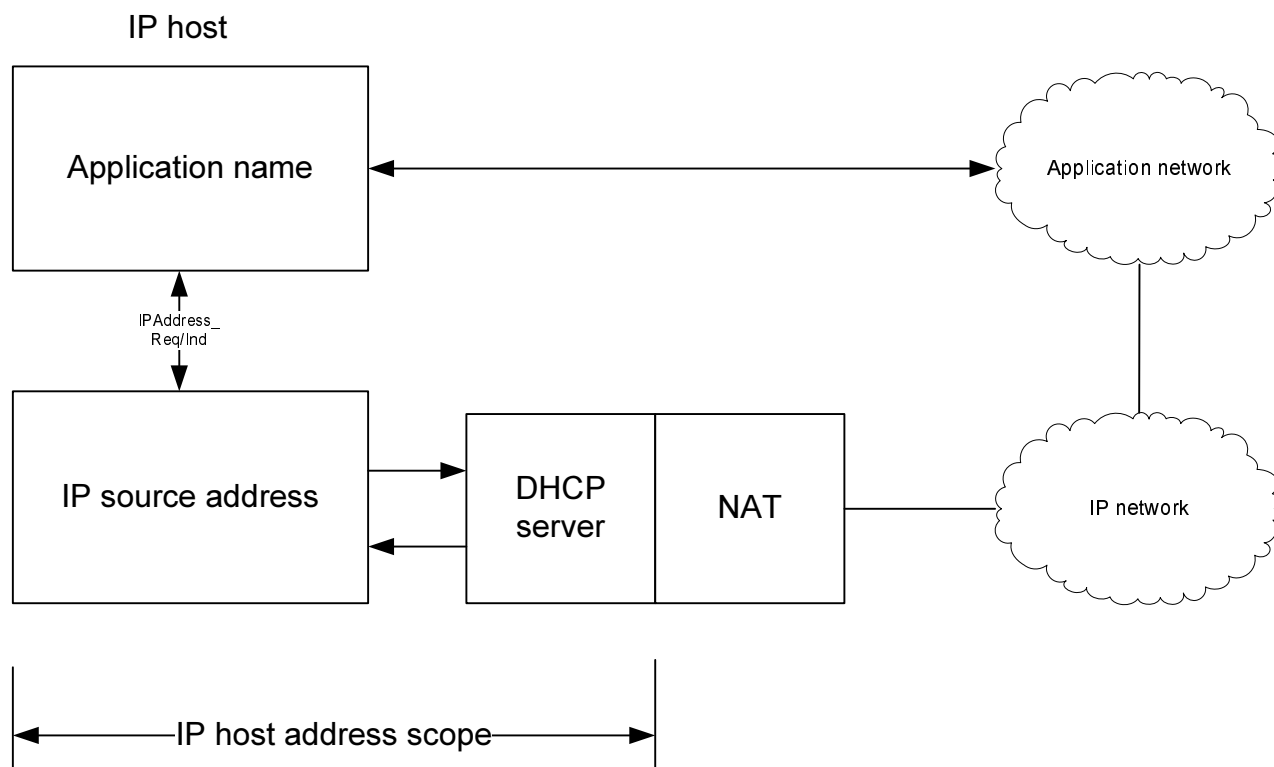 IP host
Application name
Application network
IPAddress_
Req/Ind
IP source address
DHCP
server
NAT
IP network
IP host address scope